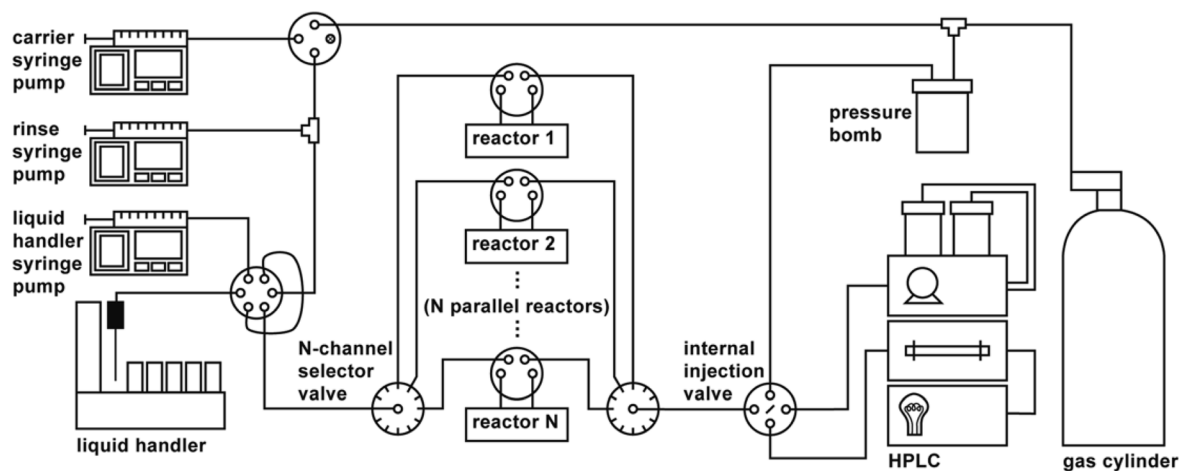 carrier
syringe
pump
rinse
syringe
pump
liquid
handler
syringe
pump
liquid handler
N-channel
selector
valve
reactor 1
reactor 2
(N parallel reactors)
reactor N
internal
injection
valve
pressure
bomb
HPLC
gas cylinder